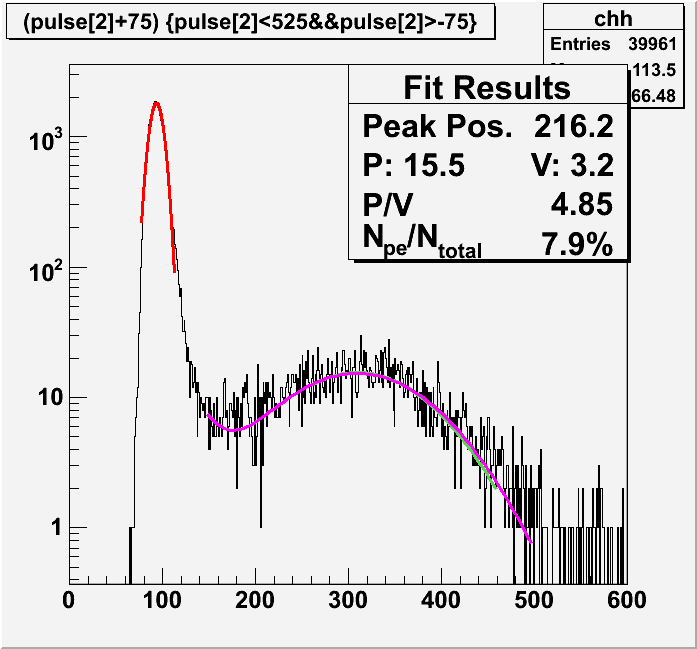 (pulse[2]+75) {pulse[2]<525&&pulse[2]>-75}
chh
Entries 39961
113.5
66.48
Fit Results
Peak Pos. 216.2
P: 15.5 V: 3.2
P/V 4.85
Npe/Ntotal 7.9%
10³
10²
10
1
0 100 200 300 400 500 600